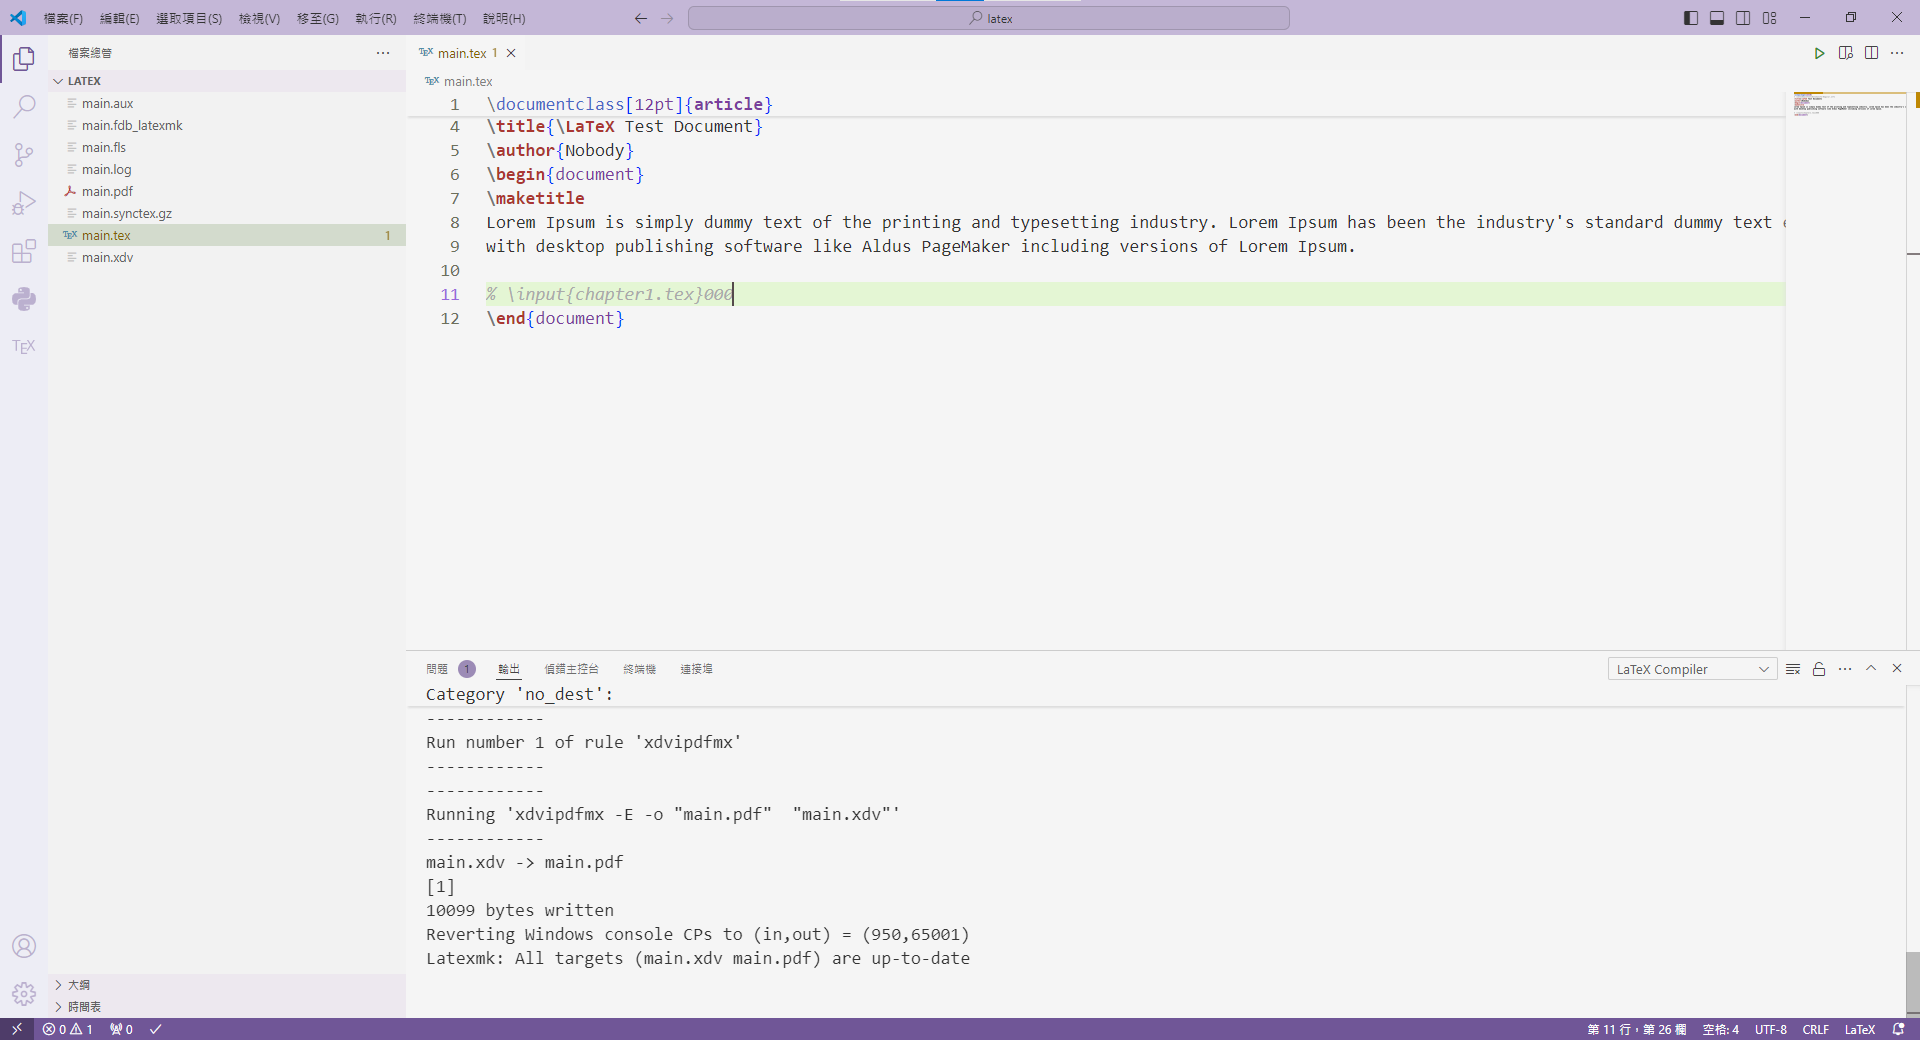 檔案(F) 編輯(E) 選取項目(S) 檢視(V) 移至(G) 執行(R) 終端機(T) 說明(H)
latex
檔案總管
LATEX
main.aux
main.fdb_latexmk
main.fls
main.log
main.pdf
main.synctex.gz
TEX main.tex 1
main.xdv
TEX
大綱
時間表
TEX main.tex 1
TEX main.tex
1 \documentclass[12pt]{article}
4 \title{\LaTeX Test Document}
5 \author{Nobody}
6 \begin{document}
7 \maketitle
8 Lorem Ipsum is simply dummy text of the printing and typesetting industry. Lorem Ipsum has been the industry's standard dummy text
9 with desktop publishing software like Aldus PageMaker including versions of Lorem Ipsum.
10
11 % \input{chapter1.tex}000
12 \end{document}
問題 1 輸出 偵錯主控台 終端機 連接埠
LaTeX Compiler
Category 'no_dest':
------------
Run number 1 of rule 'xdvipdfmx'
------------
------------
Running 'xdvipdfmx -E -o "main.pdf"  "main.xdv"'
------------
main.xdv -> main.pdf
[1]
10099 bytes written
Reverting Windows console CPs to (in,out) = (950,65001)
Latexmk: All targets (main.xdv main.pdf) are up-to-date
0 1 0
第 11 行，第 26 欄 空格: 4 UTF-8 CRLF LaTeX